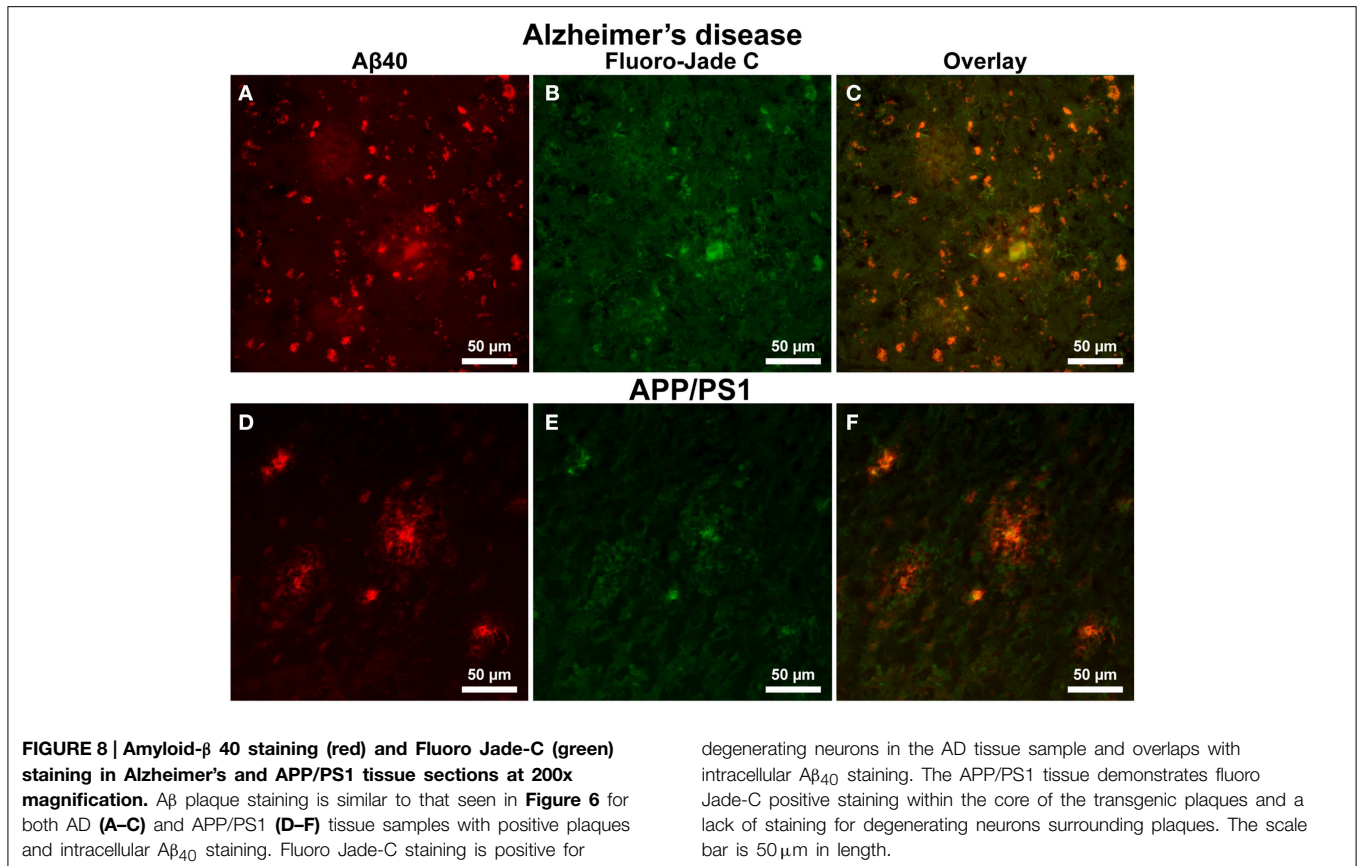 Alzheimer's disease
Aβ40 Fluoro-Jade C Overlay
A B C
50 μm 50 μm 50 μm
APP/PS1
D E F
50 μm 50 μm 50 μm
FIGURE 8 | Amyloid-β 40 staining (red) and Fluoro Jade-C (green)
staining in Alzheimer's and APP/PS1 tissue sections at 200x
magnification. Aβ plaque staining is similar to that seen in Figure 6 for
both AD (A–C) and APP/PS1 (D–F) tissue samples with positive plaques
and intracellular Aβ40 staining. Fluoro Jade-C staining is positive for
degenerating neurons in the AD tissue sample and overlaps with
intracellular Aβ40 staining. The APP/PS1 tissue demonstrates fluoro
Jade-C positive staining within the core of the transgenic plaques and a
lack of staining for degenerating neurons surrounding plaques. The scale
bar is 50 μm in length.